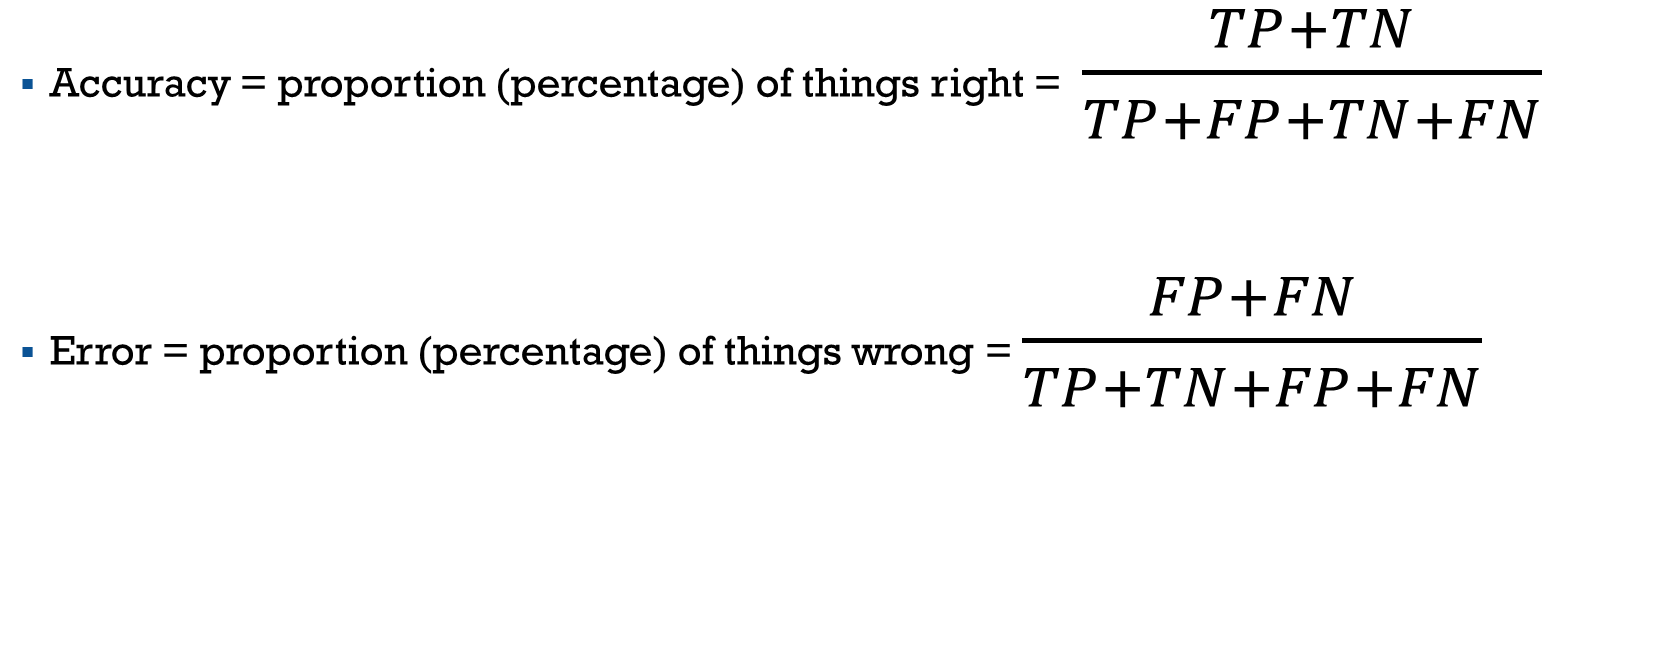 TP+TN
▪ Accuracy = proportion (percentage) of things right =
TP+FP+TN+FN
FP+FN
▪ Error = proportion (percentage) of things wrong =
TP+TN+FP+FN